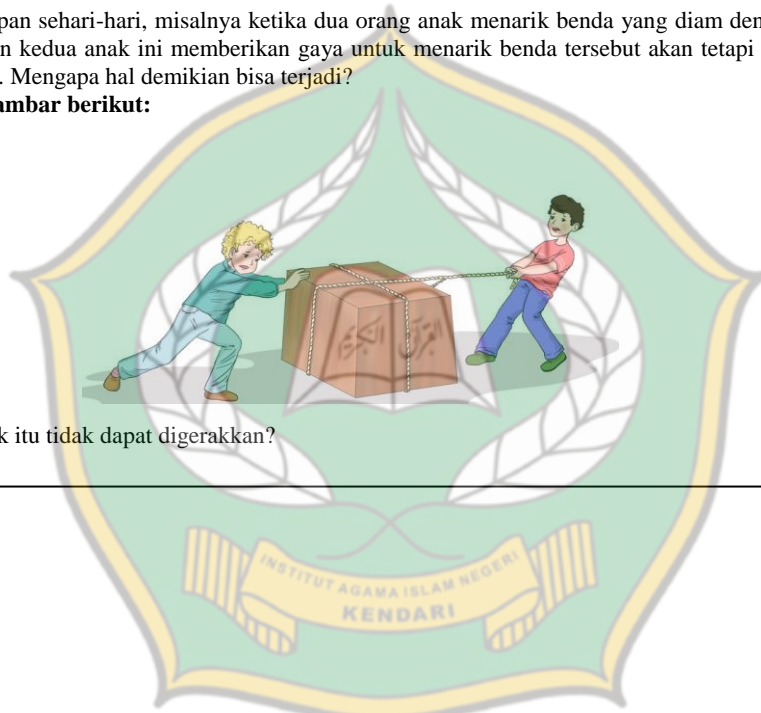 pan sehari-hari, misalnya ketika dua orang anak menarik benda yang diam den
n kedua anak ini memberikan gaya untuk menarik benda tersebut akan tetapi
. Mengapa hal demikian bisa terjadi?
ambar berikut:
القرآن الكريم
k itu tidak dapat digerakkan?
INSTITUT AGAMA ISLAM NEGERI
KENDARI